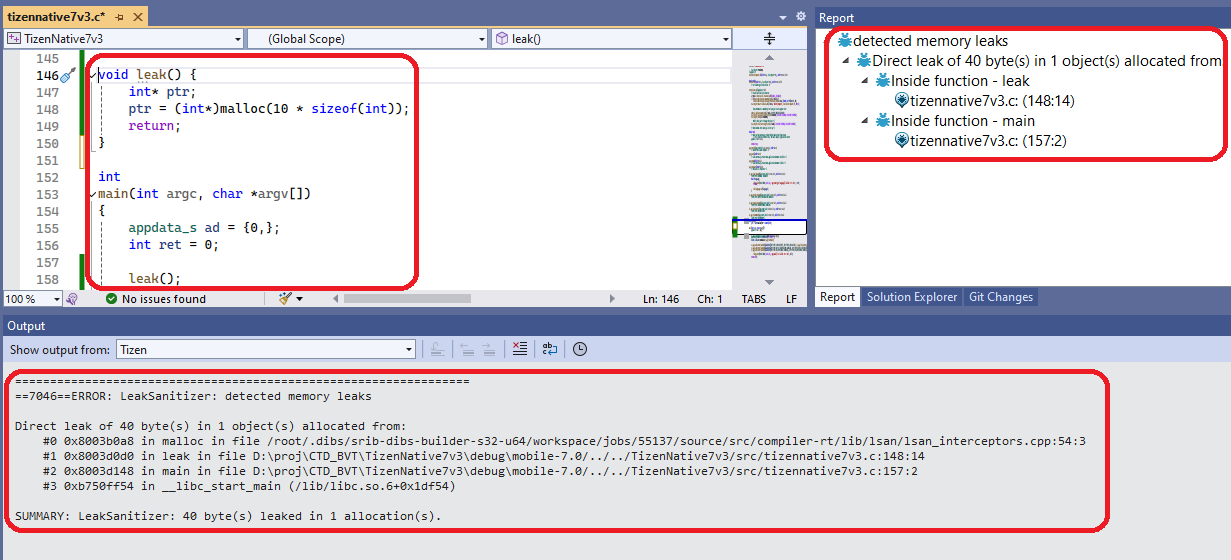 tizennative7v3.c*
TizenNative7v3
(Global Scope)
leak()
145
146 void leak() {
147 int* ptr;
148 ptr = (int*)malloc(10 * sizeof(int));
149 return;
150 }
151
152 int
153 main(int argc, char *argv[])
154 {
155 appdata_s ad = {0,};
156 int ret = 0;
157
158 leak();
100 % No issues found Ln: 146 Ch: 1 TABS LF
Report
detected memory leaks
Direct leak of 40 byte(s) in 1 object(s) allocated from
Inside function - leak
tizennative7v3.c: (148:14)
Inside function - main
tizennative7v3.c: (157:2)
Report Solution Explorer Git Changes
Output
Show output from: Tizen
=================================================================
==7046==ERROR: LeakSanitizer: detected memory leaks
Direct leak of 40 byte(s) in 1 object(s) allocated from:
#0 0x8003b0a8 in malloc in file /root/.dibs/srib-dibs-builder-s32-u64/workspace/jobs/55137/source/src/compiler-rt/lib/lsan/lsan_interceptors.cpp:54:3
#1 0x8003d0d0 in leak in file D:\proj\CTD_BVT\TizenNative7v3\debug\mobile-7.0/../../TizenNative7v3/src/tizennative7v3.c:148:14
#2 0x8003d148 in main in file D:\proj\CTD_BVT\TizenNative7v3\debug\mobile-7.0/../../TizenNative7v3/src/tizennative7v3.c:157:2
#3 0xb750ff54 in __libc_start_main (/lib/libc.so.6+0x1df54)
SUMMARY: LeakSanitizer: 40 byte(s) leaked in 1 allocation(s).